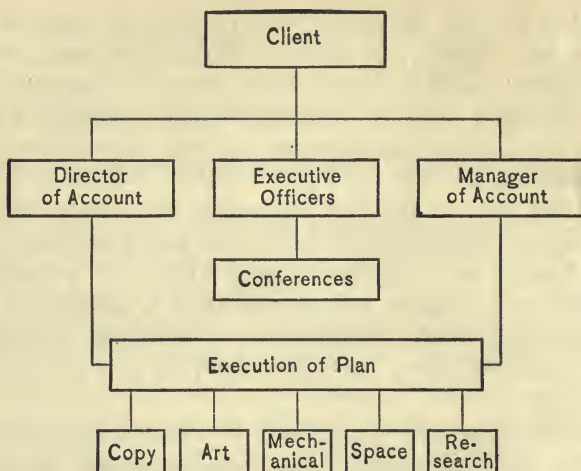 Client
Director
of Account
Executive
Officers
Manager
of Account
Conferences
Execution of Plan
Copy
Art
Mech-
anical
Space
Re-
search